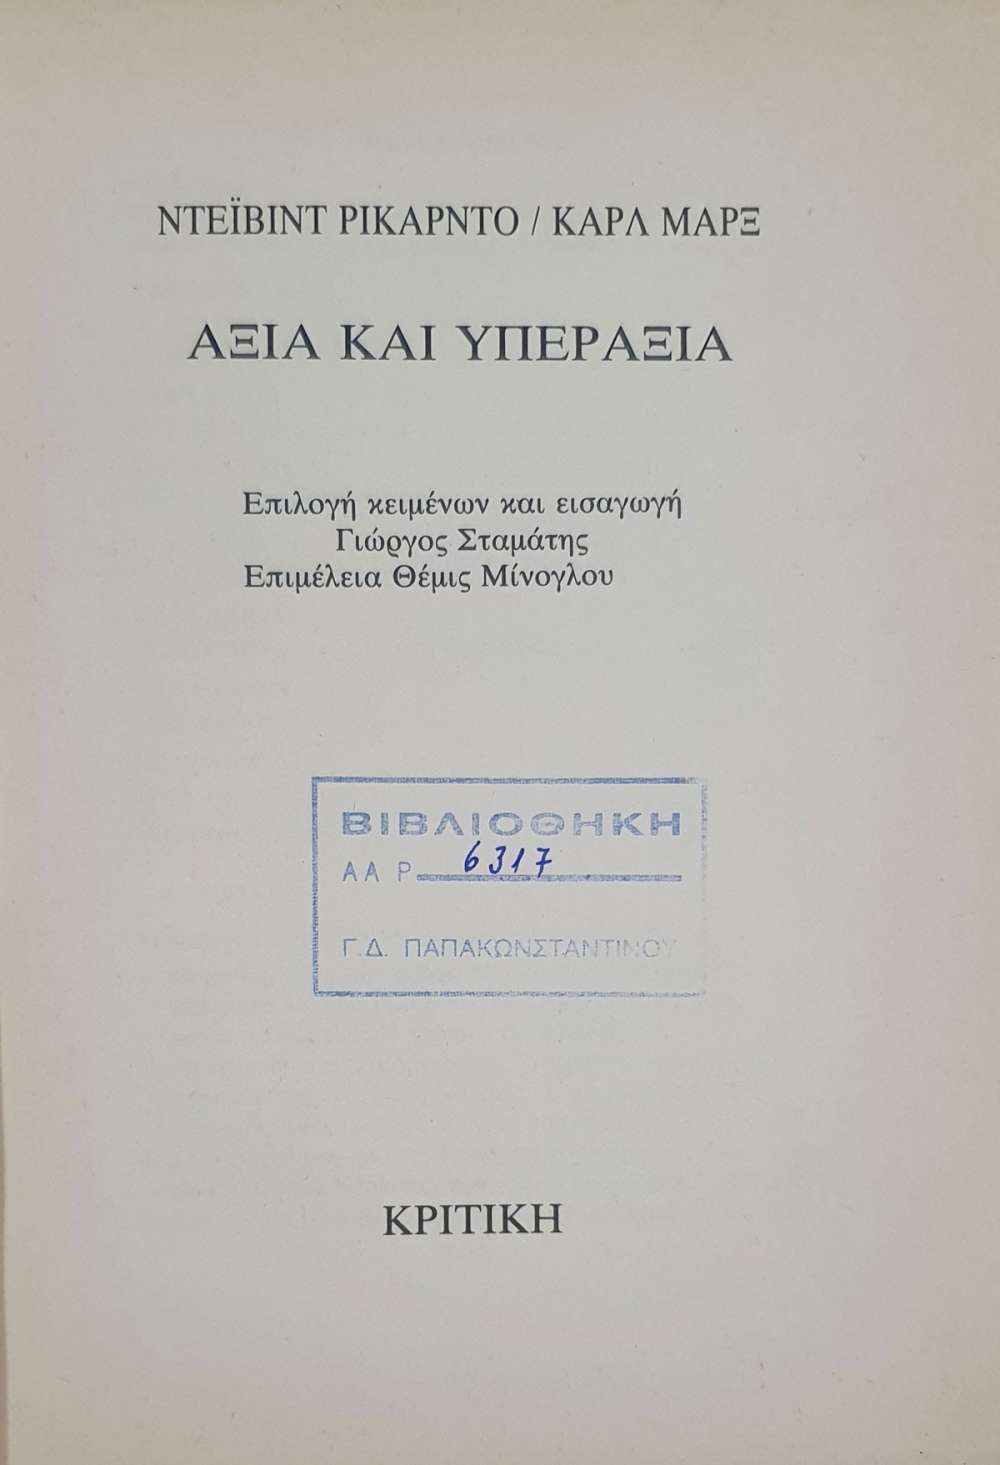 ΝΤΕΪΒΙΝΤ ΡΙΚΑΡΝΤΟ / ΚΑΡΛ ΜΑΡΞ
ΑΞΙΑ ΚΑΙ ΥΠΕΡΑΞΙΑ
Επιλογή κειμένων και εισαγωγή
Γιώργος Σταμάτης
Επιμέλεια Θέμις Μίνογλου
ΒΙΒΛΙΟΘΗΚΗ
ΑΑ Ρ 6317
Γ.Δ. ΠΑΠΑΚΩΝΣΤΑΝΤΙΝΟΥ
ΚΡΙΤΙΚΗ